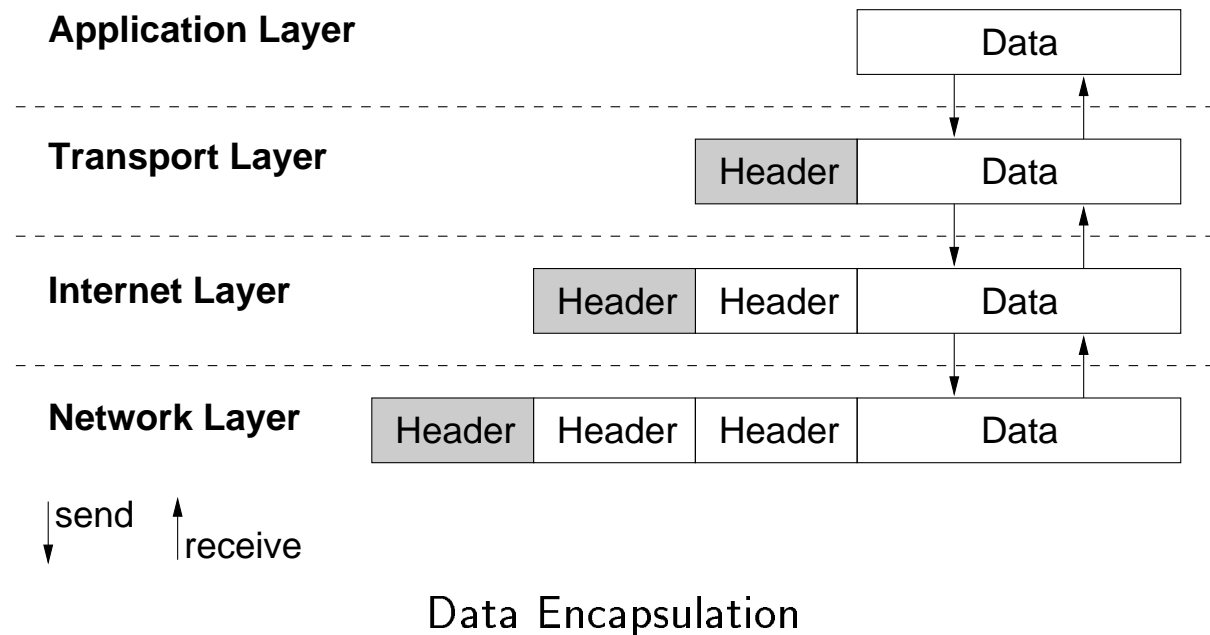 Application Layer
Data
Transport Layer
Header
Data
Internet Layer
Header
Header
Data
Network Layer
Header
Header
Header
Data
send
receive
Data Encapsulation